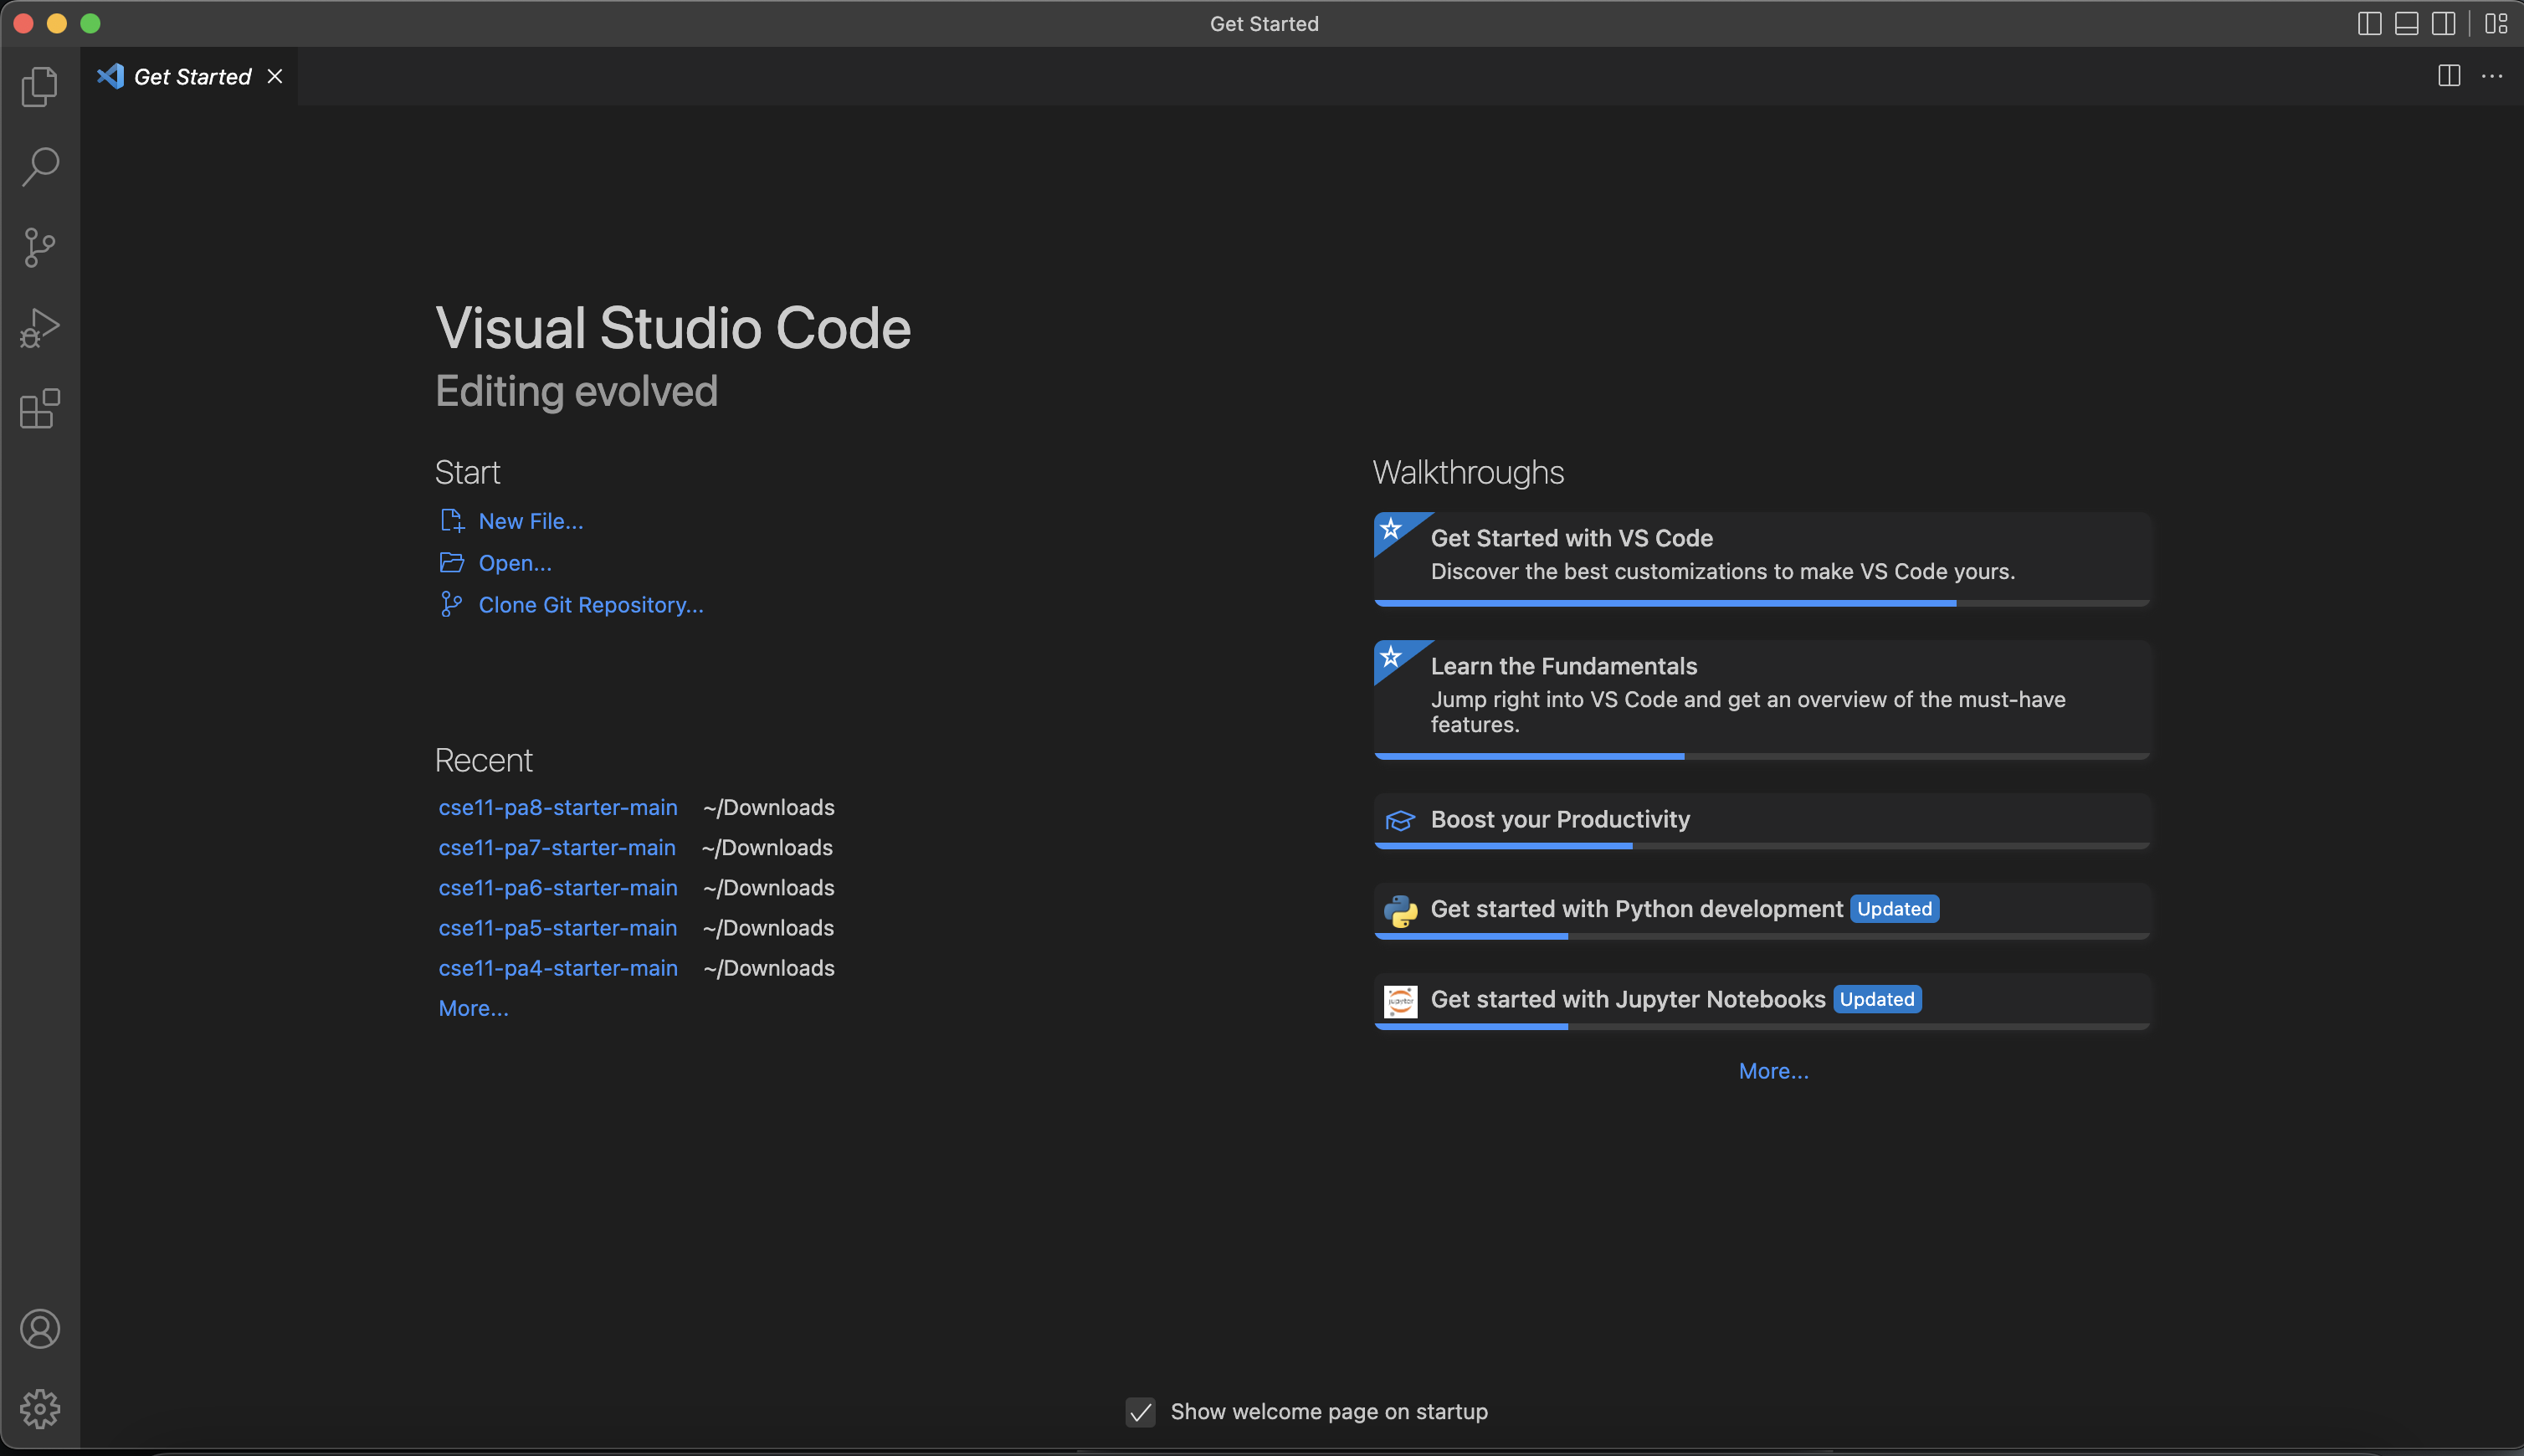 Get Started
Get Started
Visual Studio Code
Editing evolved
Start
New File...
Open...
Clone Git Repository...
Recent
cse11-pa8-starter-main ~/Downloads
cse11-pa7-starter-main ~/Downloads
cse11-pa6-starter-main ~/Downloads
cse11-pa5-starter-main ~/Downloads
cse11-pa4-starter-main ~/Downloads
More...
Walkthroughs
Get Started with VS Code
Discover the best customizations to make VS Code yours.
Learn the Fundamentals
Jump right into VS Code and get an overview of the must-have
features.
Boost your Productivity
Get started with Python development Updated
jupyter
Get started with Jupyter Notebooks Updated
More...
Show welcome page on startup